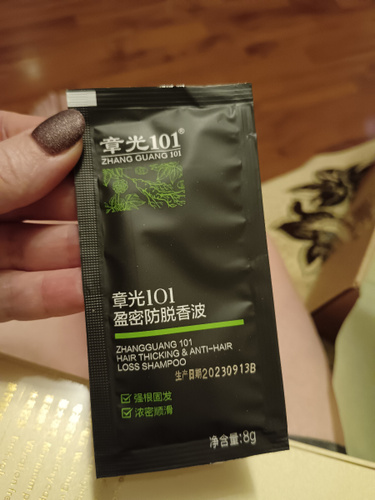 章光101®
ZHANG GUANG 101
章光101
盈密防脱香波
ZHANGGUANG 101
HAIR THICKING & ANTI-HAIR
LOSS SHAMPOO
生产日期20230913B
强根固发
浓密顺滑
净含量:8g